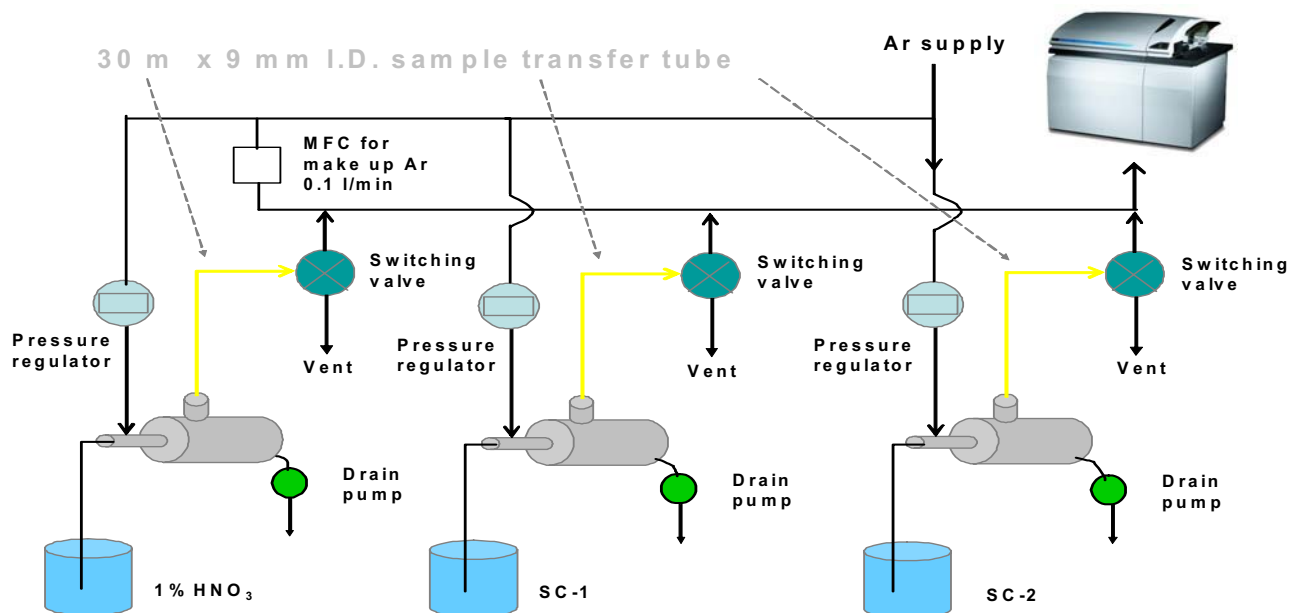 30 m x 9 mm I.D. sample transfer tube
Ar supply
MFC for
make up Ar
0.1 l/min
Switching
valve
Switching
valve
Switching
valve
Pressure
regulator
Vent
Pressure
regulator
Vent
Pressure
regulator
Vent
Drain
pump
Drain
pump
Drain
pump
1% HNO₃
SC-1
SC-2